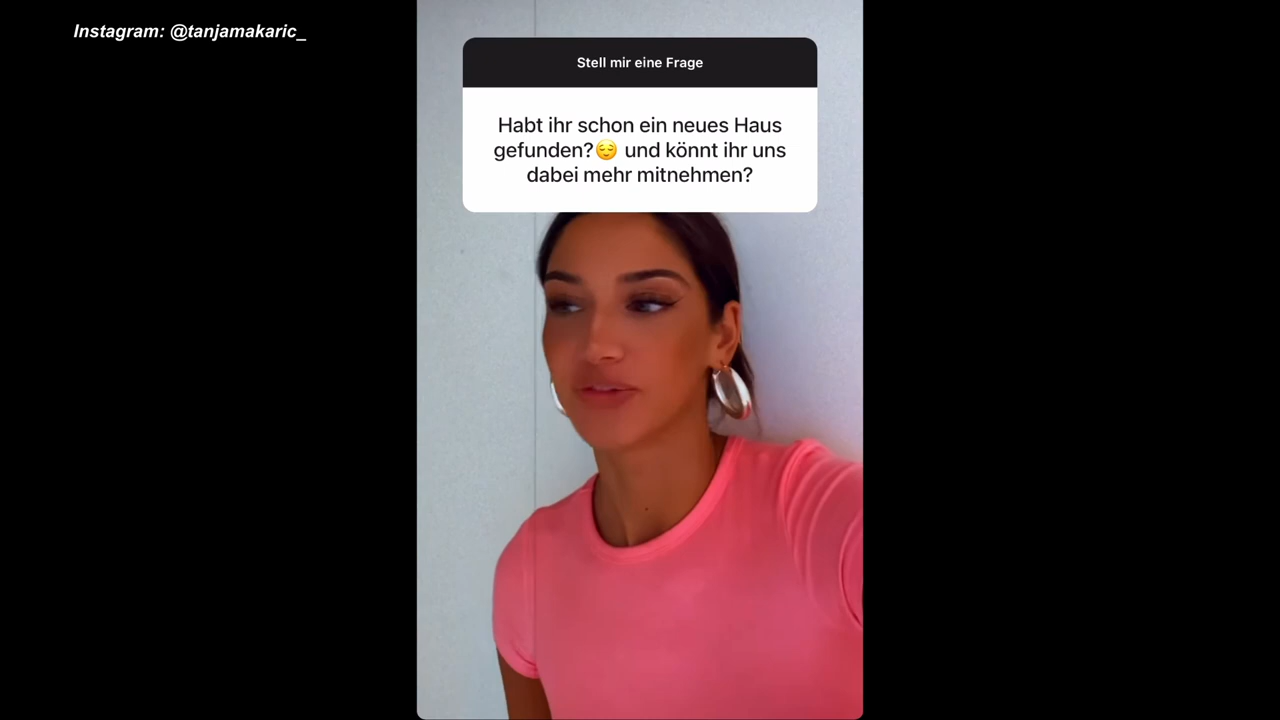 Instagram: @tanjamakaric_
Stell mir eine Frage
Habt ihr schon ein neues Haus
gefunden?😌 und könnt ihr uns
dabei mehr mitnehmen?